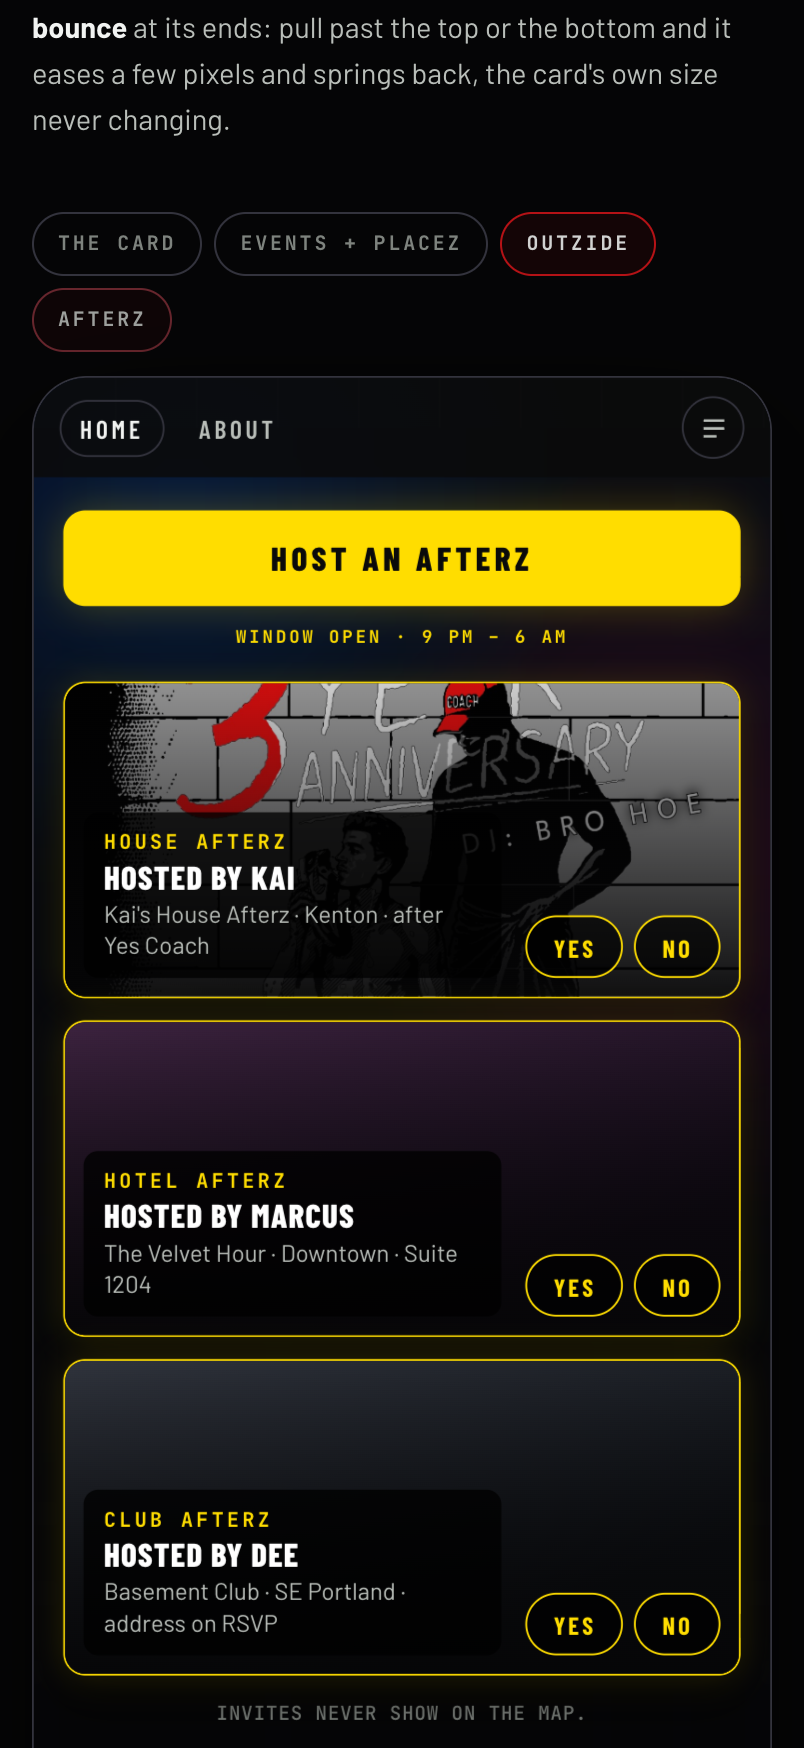 bounce at its ends: pull past the top or the bottom and it
eases a few pixels and springs back, the card's own size
never changing.
THE CARD
EVENTS + PLACEZ
OUTZIDE
AFTERZ
HOME
ABOUT
HOST AN AFTERZ
WINDOW OPEN · 9 PM – 6 AM
3 YEAR
COACH
ANNIVERSARY
DJ: BRO HOE
HOUSE AFTERZ
HOSTED BY KAI
Kai's House Afterz · Kenton · after
Yes Coach
YES
NO
HOTEL AFTERZ
HOSTED BY MARCUS
The Velvet Hour · Downtown · Suite
1204
YES
NO
CLUB AFTERZ
HOSTED BY DEE
Basement Club · SE Portland ·
address on RSVP
YES
NO
INVITES NEVER SHOW ON THE MAP.